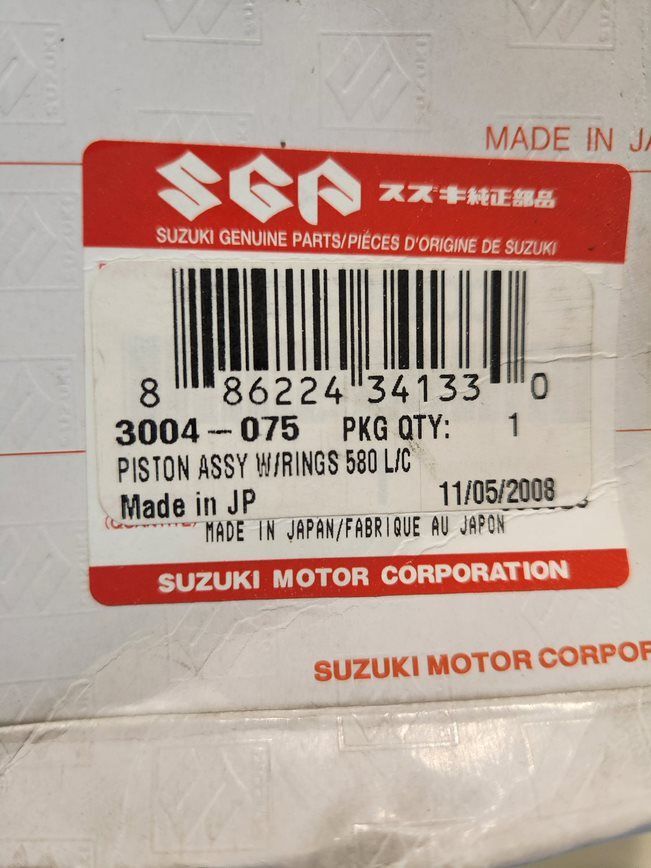 MADE IN JA
SGP スズキ純正部品
SUZUKI GENUINE PARTS/PIÈCES D'ORIGINE DE SUZUKI
8 86224 34133 0
3004-075 PKG QTY: 1
PISTON ASSY W/RINGS 580 L/C
Made in JP 11/05/2008
(QUANTITE)
MADE IN JAPAN/FABRIQUE AU JAPON
SUZUKI MOTOR CORPORATION
SUZUKI MOTOR CORPOR